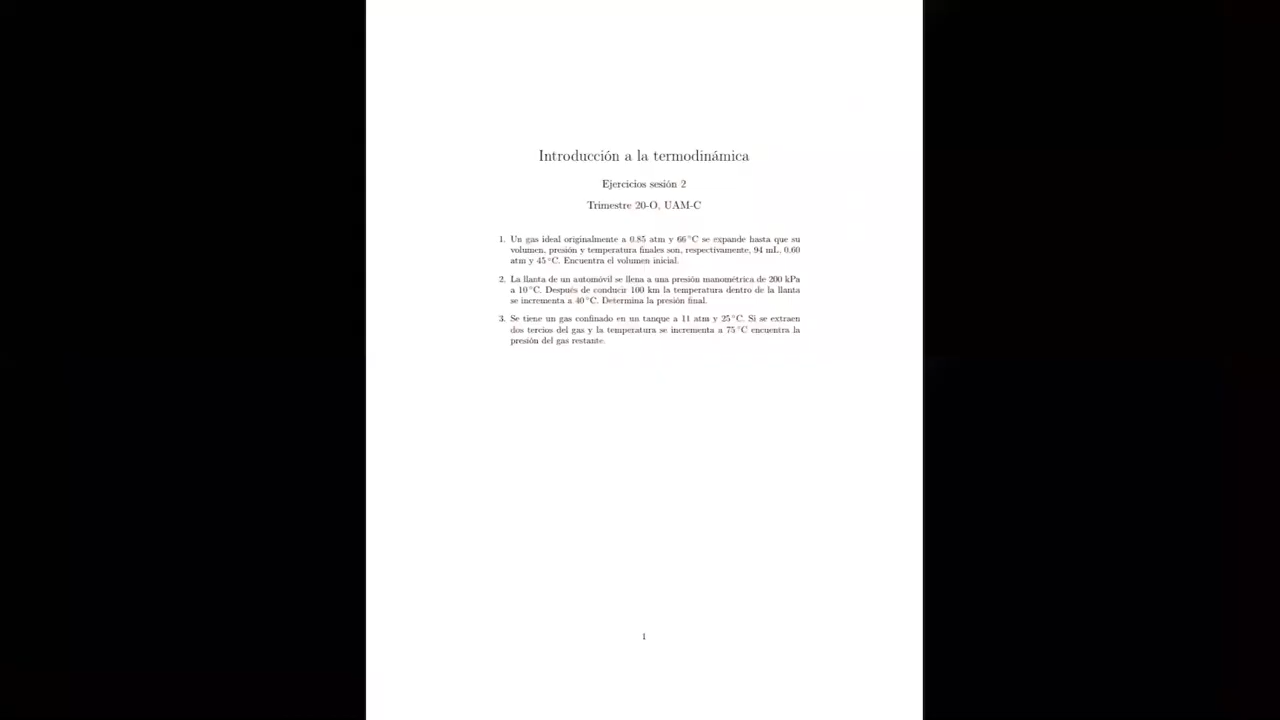 Introducción a la termodinámica
Ejercicios sesión 2
Trimestre 20-O, UAM-C
1. Un gas ideal originalmente a 0.85 atm y 66 °C se expande hasta que su
volumen, presión y temperatura finales son, respectivamente, 94 mL, 0.60
atm y 45 °C. Encuentra el volumen inicial.
2. La llanta de un automóvil se llena a una presión manométrica de 200 kPa
a 10 °C. Después de conducir 100 km la temperatura dentro de la llanta
se incrementa a 40 °C. Determina la presión final.
3. Se tiene un gas confinado en un tanque a 11 atm y 25 °C. Si se extraen
dos tercios del gas y la temperatura se incrementa a 75 °C encuentra la
presión del gas restante.
1